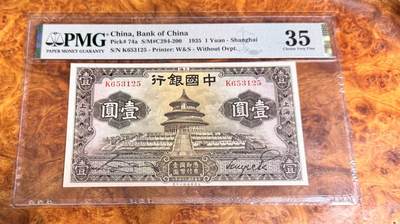 PMG
PAPER MONEY GUARANTY
China, Bank of China
Pick# 74a S/M#C294-200 1935 1 Yuan - Shanghai
S/N K653125 - Printer: W&S - Without Ovpt.
35
Choice Very Fine
行銀國中
K653125
K653125
圓
壹
圓
壹